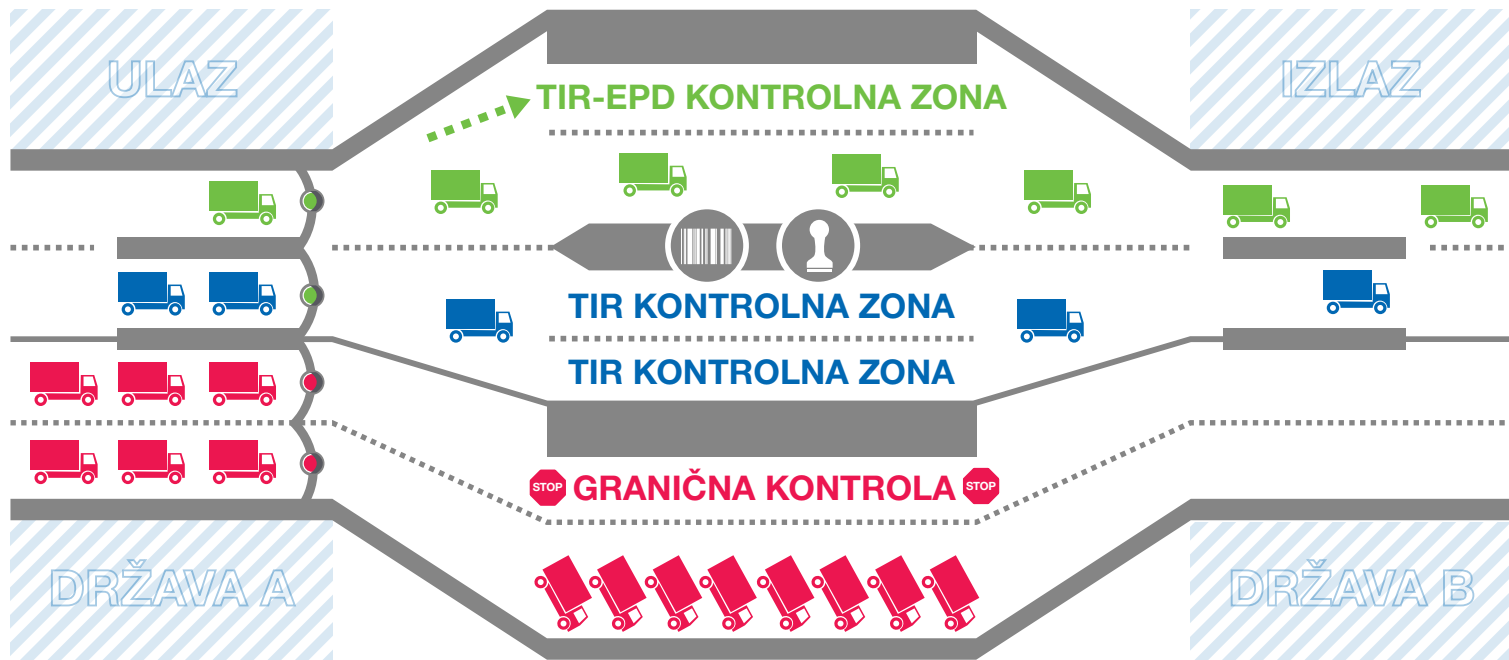 ULAZ
IZLAZ
TIR-EPD KONTROLNA ZONA
TIR KONTROLNA ZONA
TIR KONTROLNA ZONA
STOP
GRANIČNA KONTROLA
STOP
DRŽAVA A
DRŽAVA B